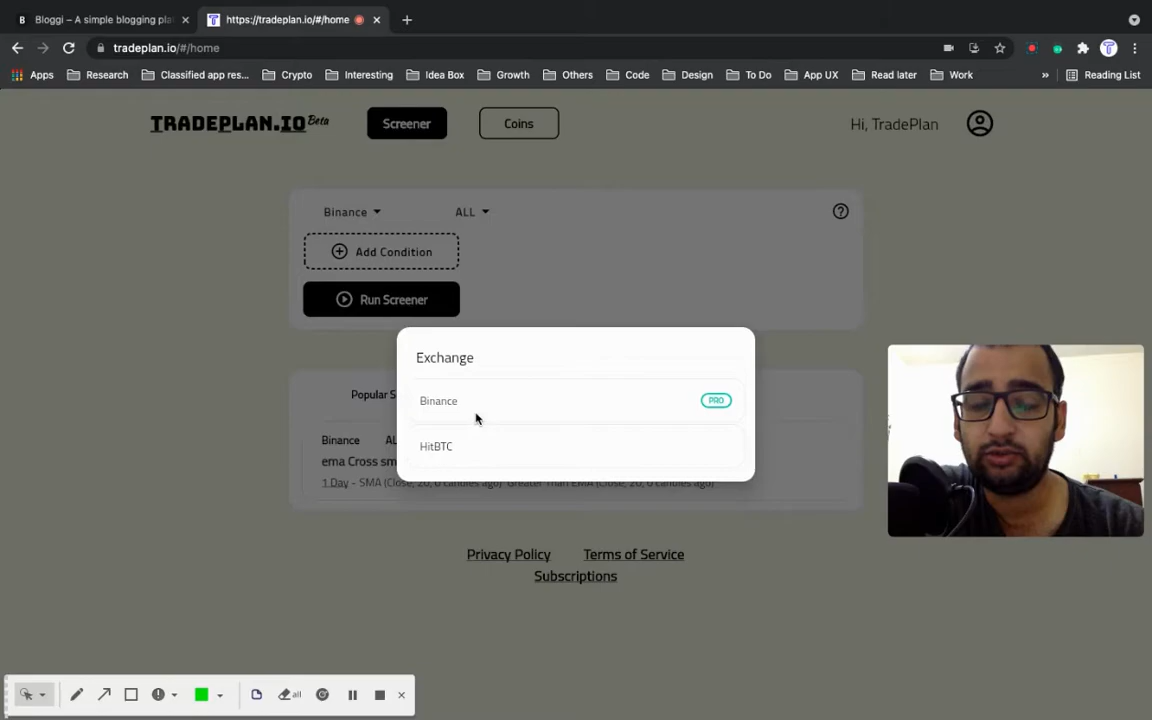 Bloggi – A simple blogging pla
https://tradeplan.io/#/home
tradeplan.io/#/home
Apps Research Classified app res... Crypto Interesting Idea Box Growth Others Code Design To Do App UX Read later Work » Reading List
TRADEPLAN.IO Beta Screener Coins Hi, TradePlan
Binance ALL
Add Condition
Run Screener
Exchange
Binance PRO
HitBTC
Popular S
Binance AL
ema Cross sm
1 Day - SMA (Close, 20, 0 candles ago) Greater Than EMA (Close, 20, 0 candles ago)
Privacy Policy Terms of Service
Subscriptions
all